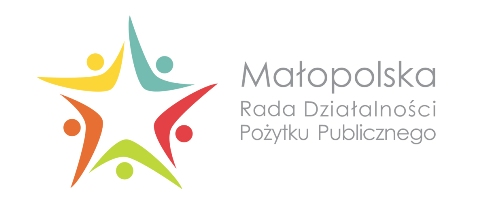 Małopolska
Rada Działalności
Pożytku Publicznego